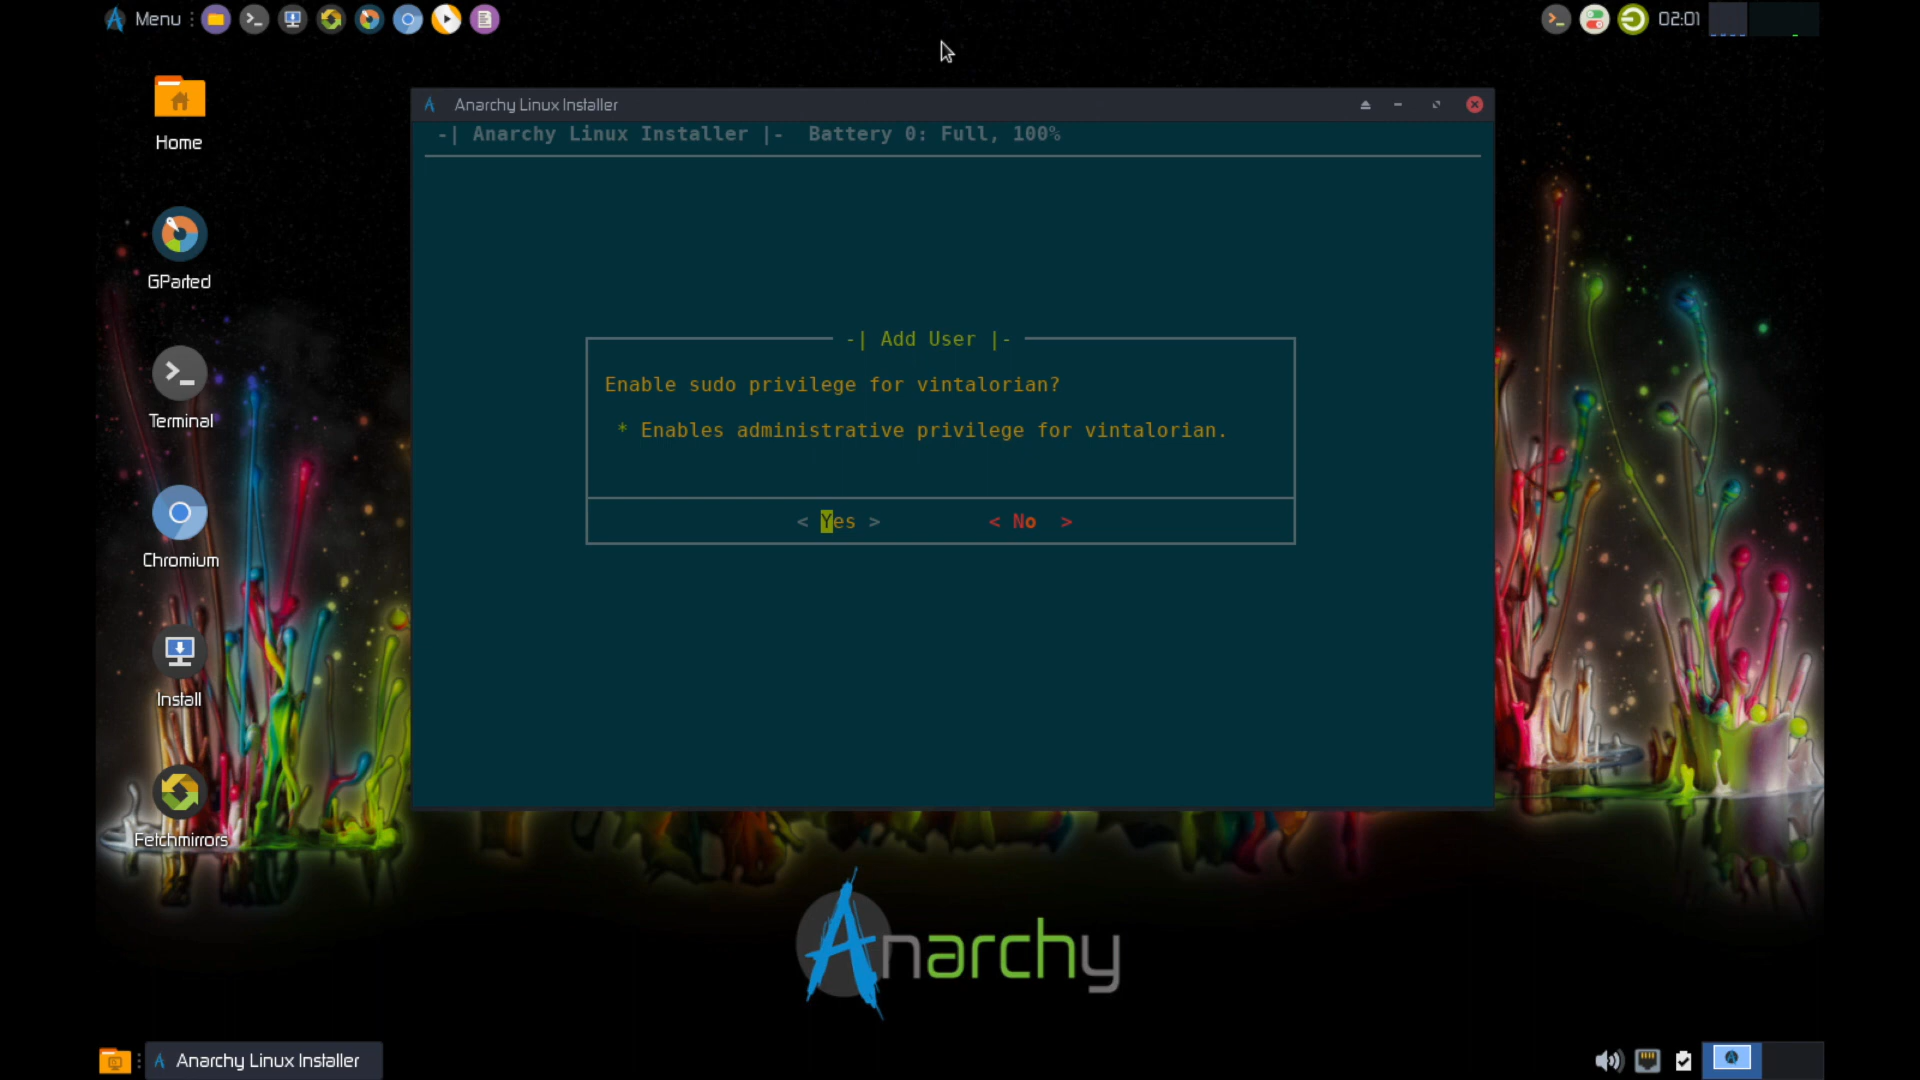 Menu
02:01
Home
GParted
Terminal
Chromium
Install
Fetchmirrors
Anarchy Linux Installer
-| Anarchy Linux Installer |- Battery 0: Full, 100%
-| Add User |-
Enable sudo privilege for vintalorian?
* Enables administrative privilege for vintalorian.
< Yes > < No >
Anarchy
Anarchy Linux Installer